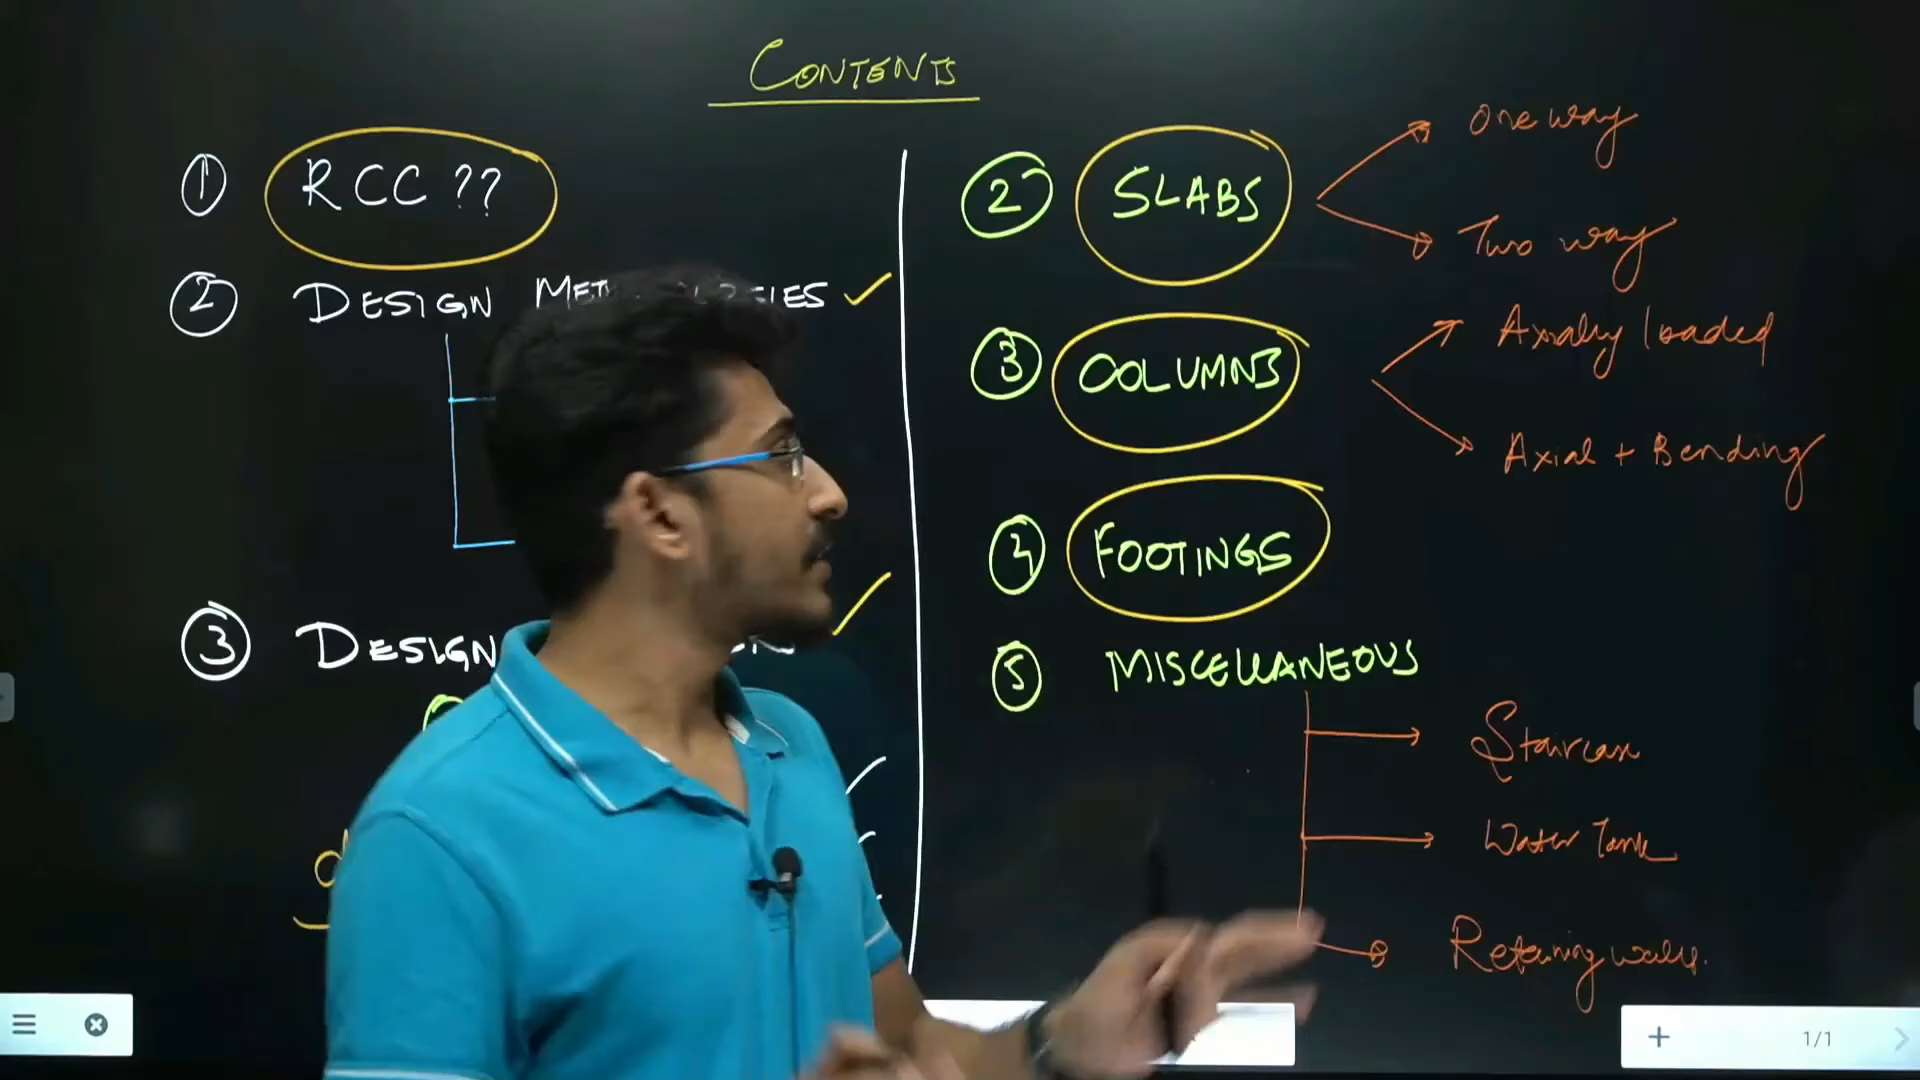 CONTENTS
① RCC ??
② DESIGN
③ DESIGN
② SLABS
One way
Two way
③ COLUMNS
Axially loaded
Axial + Bending
④ FOOTINGS
⑤ MISCELLANEOUS
Staircase
Water Tank
Retaining walls.
1/1